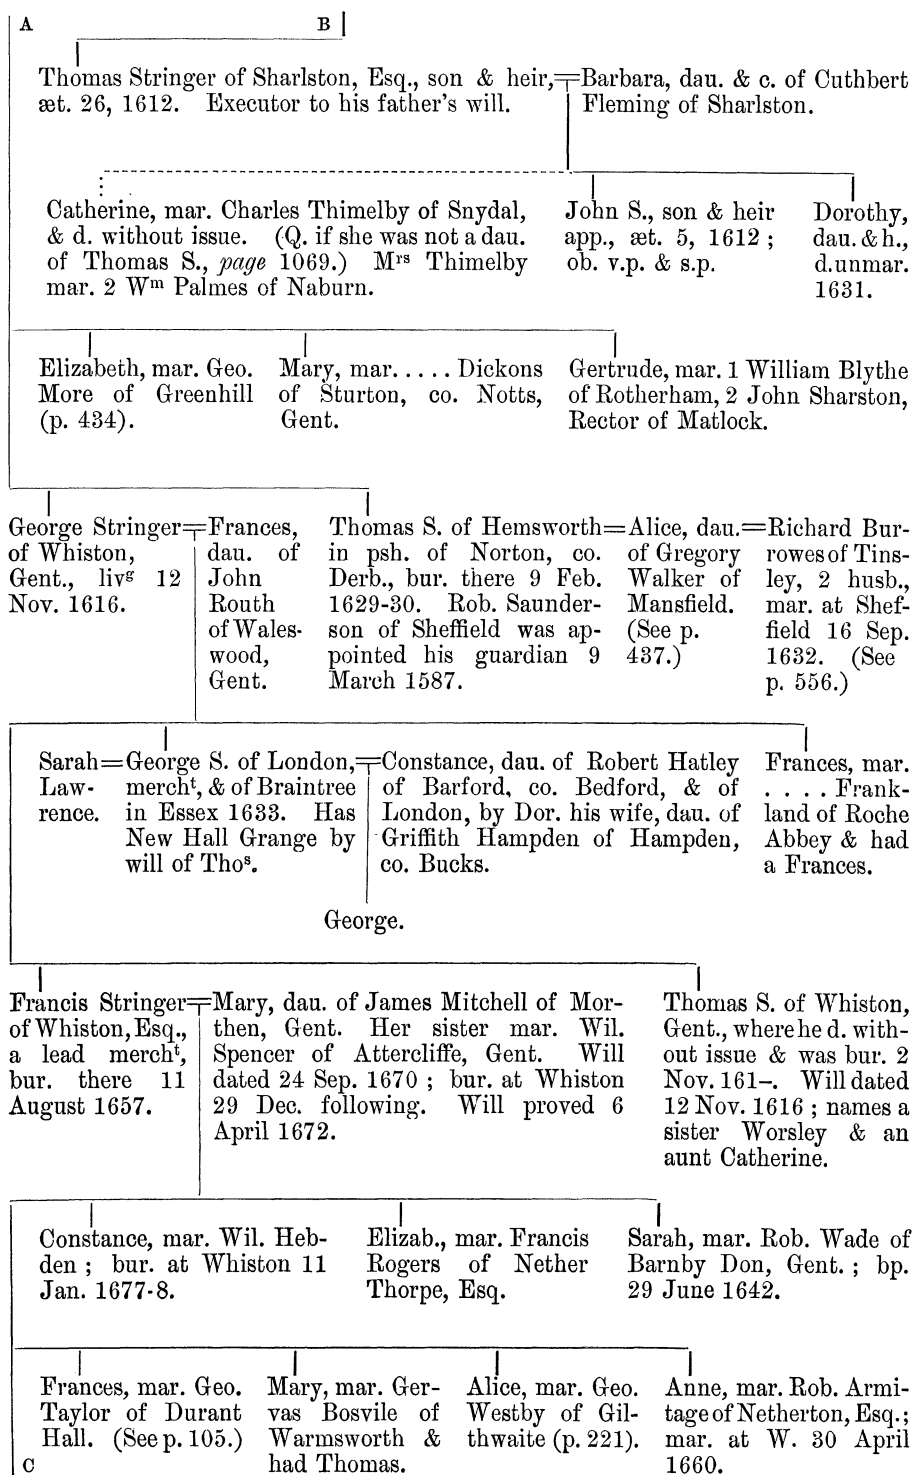 A B
Thomas Stringer of Sharlston, Esq., son & heir,
æt. 26, 1612. Executor to his father's will.
Barbara, dau. & c. of Cuthbert
Fleming of Sharlston.
Catherine, mar. Charles Thimelby of Snydal,
& d. without issue. (Q. if she was not a dau.
of Thomas S., page 1069.) Mrs Thimelby
mar. 2 Wm Palmes of Naburn.
John S., son & heir
app., æt. 5, 1612 ;
ob. v.p. & s.p.
Dorothy,
dau. & h.,
d.unmar.
1631.
Elizabeth, mar. Geo.
More of Greenhill
(p. 434).
Mary, mar. . . . . . Dickons
of Sturton, co. Notts,
Gent.
Gertrude, mar. 1 William Blythe
of Rotherham, 2 John Sharston,
Rector of Matlock.
George Stringer
of Whiston,
Gent., livg 12
Nov. 1616.
Frances,
dau. of
John
Routh
of Wales-
wood,
Gent.
Thomas S. of Hemsworth=
in psh. of Norton, co.
Derb., bur. there 9 Feb.
1629-30. Rob. Saunder-
son of Sheffield was ap-
pointed his guardian 9
March 1587.
Alice, dau.=
of Gregory
Walker of
Mansfield.
(See p.
437.)
Richard Bur-
rowes of Tins-
ley, 2 husb.,
mar. at Shef-
field 16 Sep.
1632. (See
p. 556.)
Sarah=
Law-
rence.
George S. of London,
mercht, & of Braintree
in Essex 1633. Has
New Hall Grange by
will of Thos.
Constance, dau. of Robert Hatley
of Barford, co. Bedford, & of
London, by Dor. his wife, dau. of
Griffith Hampden of Hampden,
co. Bucks.
Frances, mar.
. . . . Frank-
land of Roche
Abbey & had
a Frances.
George.
Francis Stringer
of Whiston, Esq.,
a lead mercht,
bur. there 11
August 1657.
Mary, dau. of James Mitchell of Mor-
then, Gent. Her sister mar. Wil.
Spencer of Attercliffe, Gent. Will
dated 24 Sep. 1670 ; bur. at Whiston
29 Dec. following. Will proved 6
April 1672.
Thomas S. of Whiston,
Gent., where he d. with-
out issue & was bur. 2
Nov. 161–. Will dated
12 Nov. 1616 ; names a
sister Worsley & an
aunt Catherine.
Constance, mar. Wil. Heb-
den ; bur. at Whiston 11
Jan. 1677-8.
Elizab., mar. Francis
Rogers of Nether
Thorpe, Esq.
Sarah, mar. Rob. Wade of
Barnby Don, Gent. ; bp.
29 June 1642.
Frances, mar. Geo.
Taylor of Durant
Hall. (See p. 105.)
Mary, mar. Ger-
vas Bosvile of
Warmsworth &
had Thomas.
Alice, mar. Geo.
Westby of Gil-
thwaite (p. 221).
Anne, mar. Rob. Armi-
tage of Netherton, Esq.;
mar. at W. 30 April
1660.
C